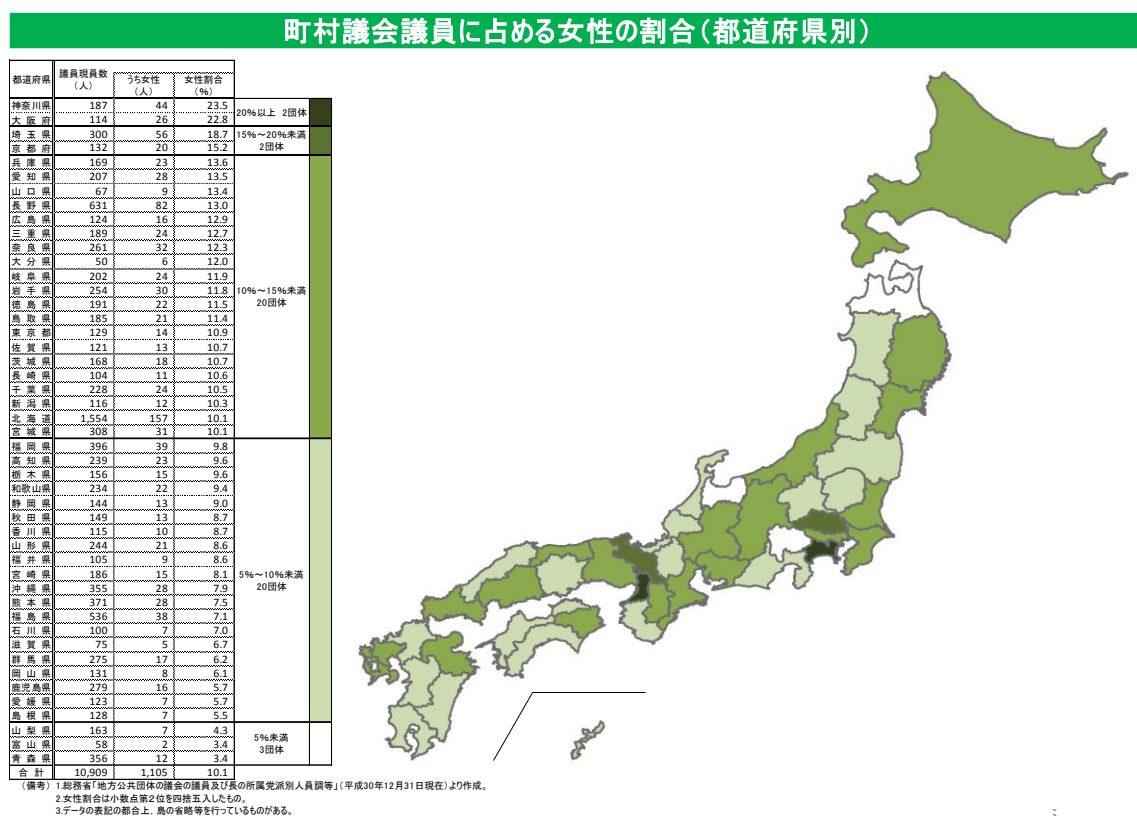 町村議会議員に占める女性の割合（都道府県別）
都道府県 議員現員数（人） うち女性（人） 女性割合（％）
神奈川県 187 44 23.5
20％以上 2団体
大阪府 114 26 22.8
埼玉県 300 56 18.7
15％～20％未満
京都府 132 20 15.2
2団体
兵庫県 169 23 13.6
愛知県 207 28 13.5
山口県 67 9 13.4
長野県 631 82 13.0
広島県 124 16 12.9
三重県 189 24 12.7
奈良県 261 32 12.3
大分県 50 6 12.0
岐阜県 202 24 11.9
岩手県 254 30 11.8
10％～15％未満
徳島県 191 22 11.5
20団体
鳥取県 185 21 11.4
東京都 129 14 10.9
佐賀県 121 13 10.7
茨城県 168 18 10.7
長崎県 104 11 10.6
千葉県 228 24 10.5
新潟県 116 12 10.3
北海道 1,554 157 10.1
宮城県 308 31 10.1
福岡県 396 39 9.8
高知県 239 23 9.6
栃木県 156 15 9.6
和歌山県 234 22 9.4
静岡県 144 13 9.0
秋田県 149 13 8.7
香川県 115 10 8.7
山形県 244 21 8.6
福井県 105 9 8.6
宮崎県 186 15 8.1
5％～10％未満
沖縄県 355 28 7.9
20団体
熊本県 371 28 7.5
福島県 536 38 7.1
石川県 100 7 7.0
滋賀県 75 5 6.7
群馬県 275 17 6.2
岡山県 131 8 6.1
鹿児島県 279 16 5.7
愛媛県 123 7 5.7
島根県 128 7 5.5
山梨県 163 7 4.3
5％未満
富山県 58 2 3.4
3団体
青森県 356 12 3.4
合計 10,909 1,105 10.1
（備考） 1.総務省「地方公共団体の議会の議員及び長の所属党派別人員調等」（平成30年12月31日現在）より作成。
2.女性割合は小数点第２位を四捨五入したもの。
3.データの表記の都合上，島の省略等を行っているものがある。